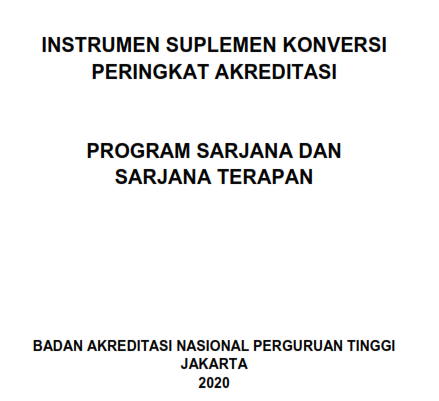 INSTRUMEN SUPLEMEN KONVERSI
PERINGKAT AKREDITASI
PROGRAM SARJANA DAN
SARJANA TERAPAN
BADAN AKREDITASI NASIONAL PERGURUAN TINGGI
JAKARTA
2020